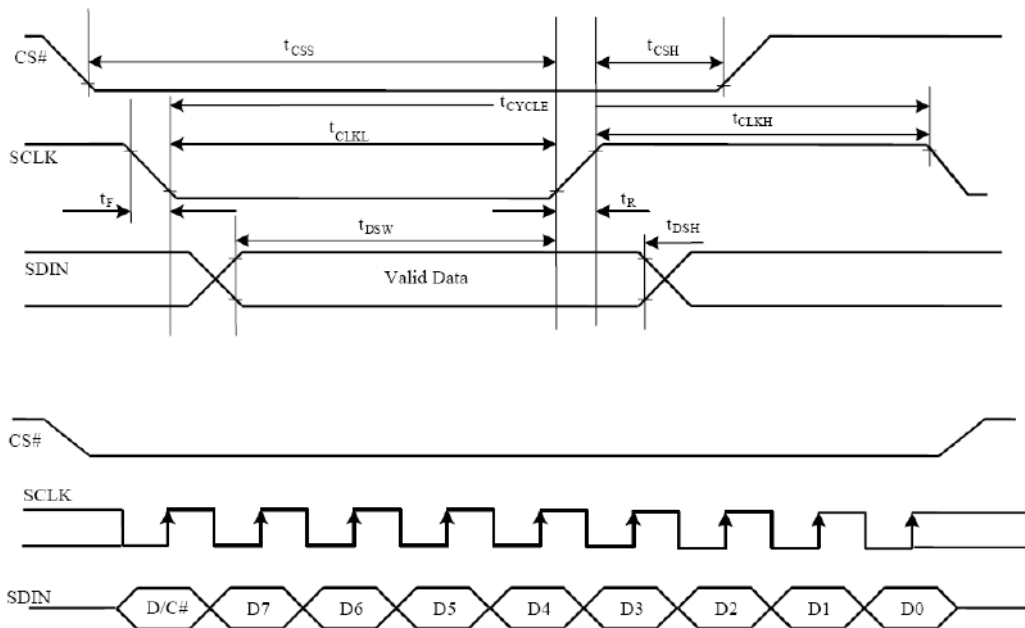 CS#
tCSS
tCSH
tCYCLE
tCLKL
tCLKH
SCLK
tF
tR
tDSW
tDSH
SDIN
Valid Data
CS#
SCLK
SDIN
D/C# D7 D6 D5 D4 D3 D2 D1 D0